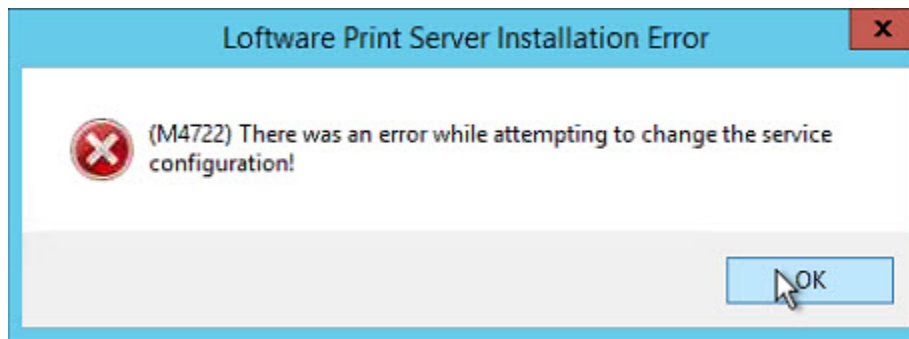 Loftware Print Server Installation Error
x
(M4722) There was an error while attempting to change the service
configuration!
OK